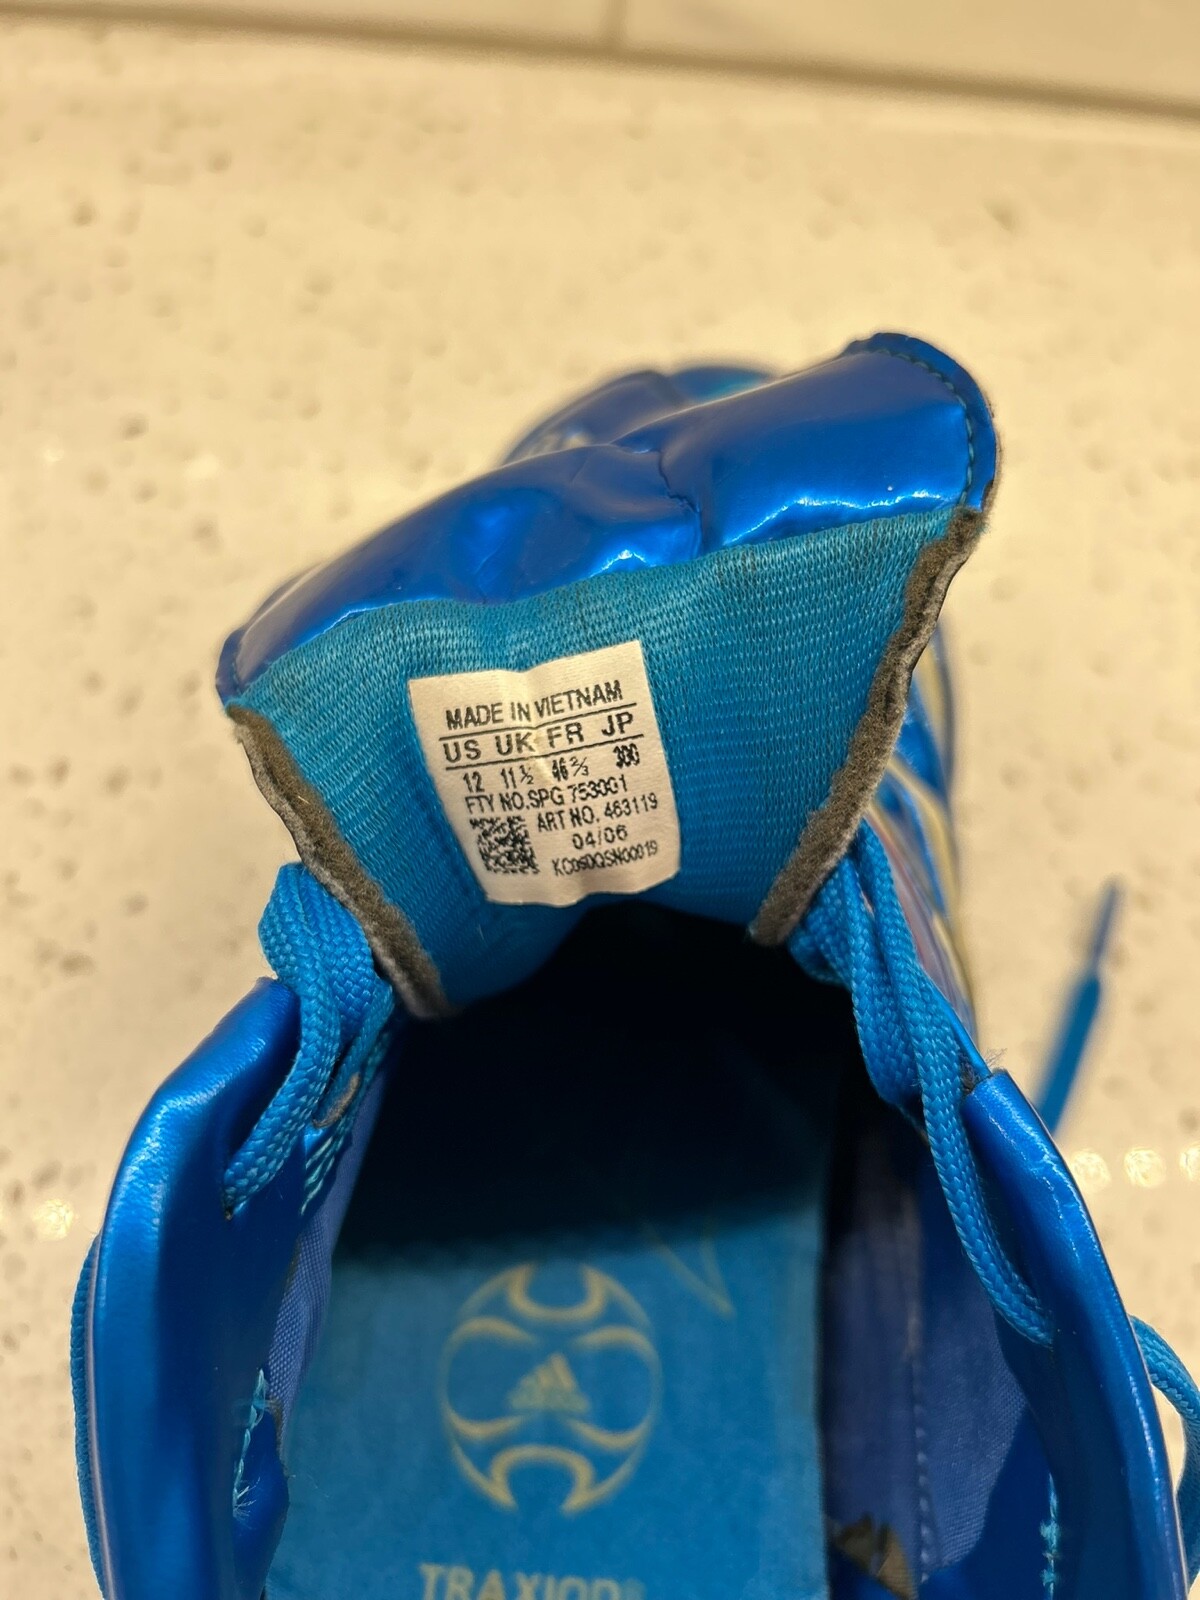 MADE IN VIETNAM
US UK FR JP
12 11½ 46⅔ 300
FTY NO.SPG 753001
ART NO. 463119
04/06
TRAXION®